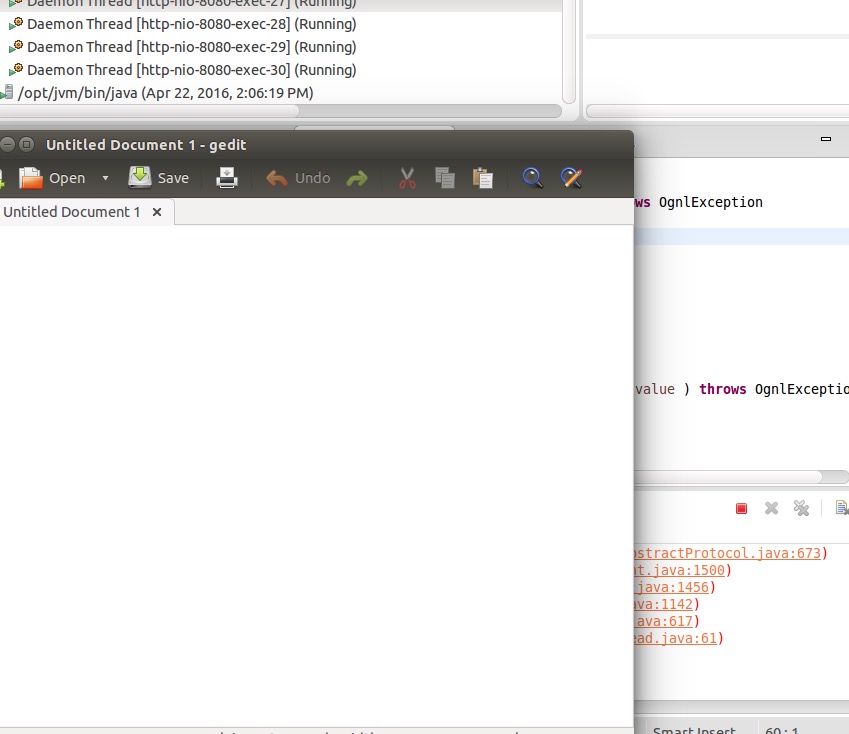 Daemon Thread [http-nio-8080-exec-27] (Running)
Daemon Thread [http-nio-8080-exec-28] (Running)
Daemon Thread [http-nio-8080-exec-29] (Running)
Daemon Thread [http-nio-8080-exec-30] (Running)
/opt/jvm/bin/java (Apr 22, 2016, 2:06:19 PM)
Untitled Document 1 - gedit
Open Save Undo
Untitled Document 1
ws OgnlException
value ) throws OgnlExceptio
bstractProtocol.java:673)
nt.java:1500)
.java:1456)
ava:1142)
java:617)
ead.java:61)
Smart Insert 60 : 1